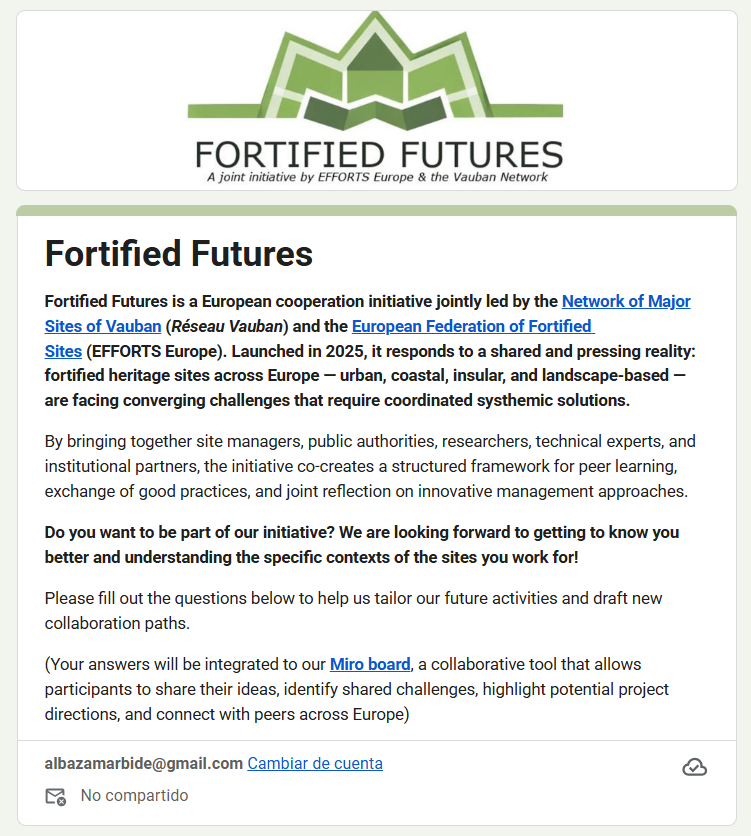 FORTIFIED FUTURES
A joint initiative by EFFORTS Europe & the Vauban Network
Fortified Futures
Fortified Futures is a European cooperation initiative jointly led by the Network of Major
Sites of Vauban (Réseau Vauban) and the European Federation of Fortified
Sites (EFFORTS Europe). Launched in 2025, it responds to a shared and pressing reality:
fortified heritage sites across Europe — urban, coastal, insular, and landscape-based —
are facing converging challenges that require coordinated systhemic solutions.
By bringing together site managers, public authorities, researchers, technical experts, and
institutional partners, the initiative co-creates a structured framework for peer learning,
exchange of good practices, and joint reflection on innovative management approaches.
Do you want to be part of our initiative? We are looking forward to getting to know you
better and understanding the specific contexts of the sites you work for!
Please fill out the questions below to help us tailor our future activities and draft new
collaboration paths.
(Your answers will be integrated to our Miro board, a collaborative tool that allows
participants to share their ideas, identify shared challenges, highlight potential project
directions, and connect with peers across Europe)
albazamarbide@gmail.com Cambiar de cuenta
No compartido